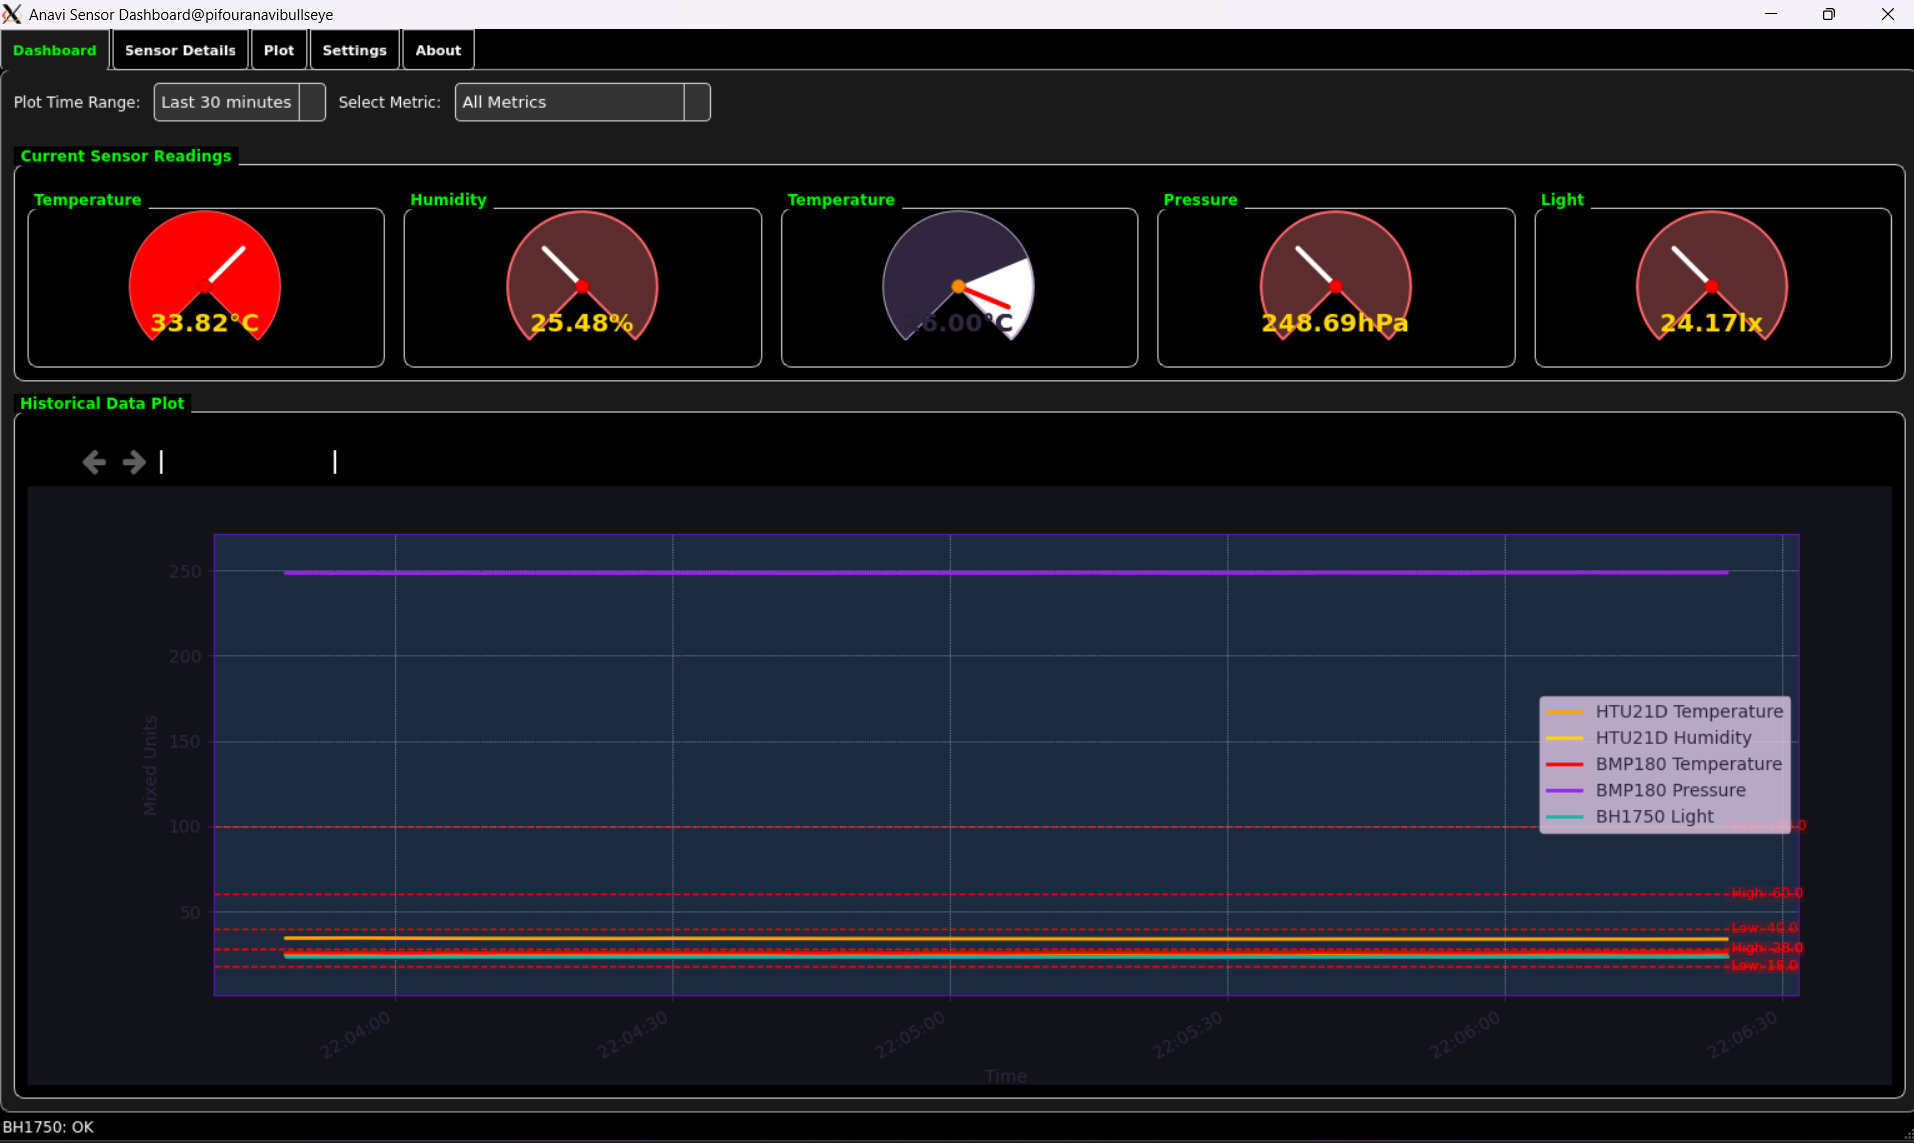 Anavi Sensor Dashboard@pifouranavibullseye
Dashboard Sensor Details Plot Settings About
Plot Time Range: Last 30 minutes Select Metric: All Metrics
Current Sensor Readings
Temperature Humidity Temperature Pressure Light
33.82°C 25.48% 26.00°C 248.69hPa 24.17lx
Historical Data Plot
250
200
150
100
50
Mixed Units
HTU21D Temperature
HTU21D Humidity
BMP180 Temperature
BMP180 Pressure
BH1750 Light
High: 60.0
Low: 40.0
High: 28.0
Low: 18.0
22:04:00 22:04:30 22:05:00 22:05:30 22:06:00 22:06:30
Time
BH1750: OK